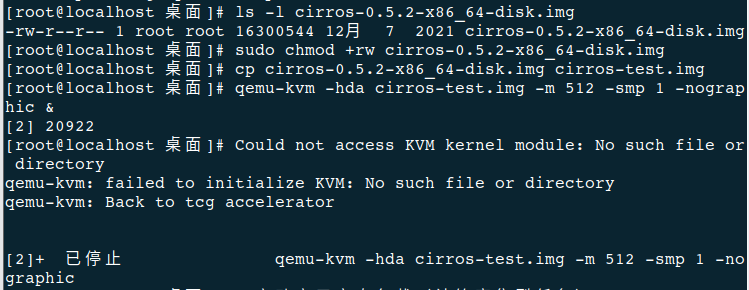 [root@localhost 桌面]# ls -l cirros-0.5.2-x86_64-disk.img
-rw-r--r-- 1 root root 16300544 12月  7  2021 cirros-0.5.2-x86_64-disk.img
[root@localhost 桌面]# sudo chmod +rw cirros-0.5.2-x86_64-disk.img
[root@localhost 桌面]# cp cirros-0.5.2-x86_64-disk.img cirros-test.img
[root@localhost 桌面]# qemu-kvm -hda cirros-test.img -m 512 -smp 1 -nograp
hic &
[2] 20922
[root@localhost 桌面]# Could not access KVM kernel module: No such file or
 directory
qemu-kvm: failed to initialize KVM: No such file or directory
qemu-kvm: Back to tcg accelerator
[2]+  已停止               qemu-kvm -hda cirros-test.img -m 512 -smp 1 -no
graphic